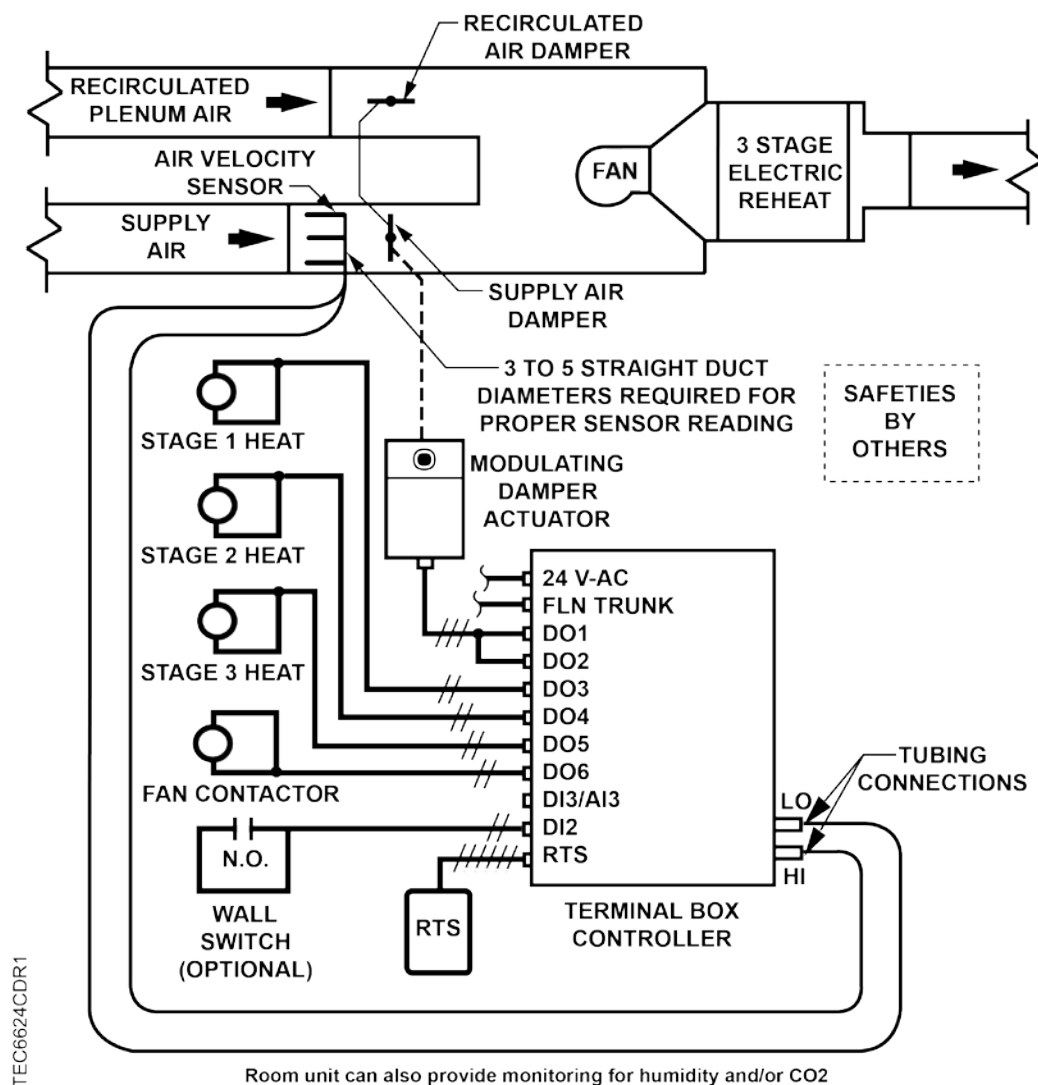 RECIRCULATED
AIR DAMPER
RECIRCULATED
PLENUM AIR
AIR VELOCITY
SENSOR
FAN
3 STAGE
ELECTRIC
REHEAT
SUPPLY
AIR
SUPPLY AIR
DAMPER
3 TO 5 STRAIGHT DUCT
DIAMETERS REQUIRED FOR
PROPER SENSOR READING
SAFETIES
BY
OTHERS
STAGE 1 HEAT
MODULATING
DAMPER
ACTUATOR
STAGE 2 HEAT
STAGE 3 HEAT
FAN CONTACTOR
24 V-AC
FLN TRUNK
DO1
DO2
DO3
DO4
DO5
DO6
DI3/AI3
DI2
RTS
TUBING
CONNECTIONS
LO
HI
N.O.
WALL
SWITCH
(OPTIONAL)
RTS
TERMINAL BOX
CONTROLLER
TEC6624CDR1
Room unit can also provide monitoring for humidity and/or CO2